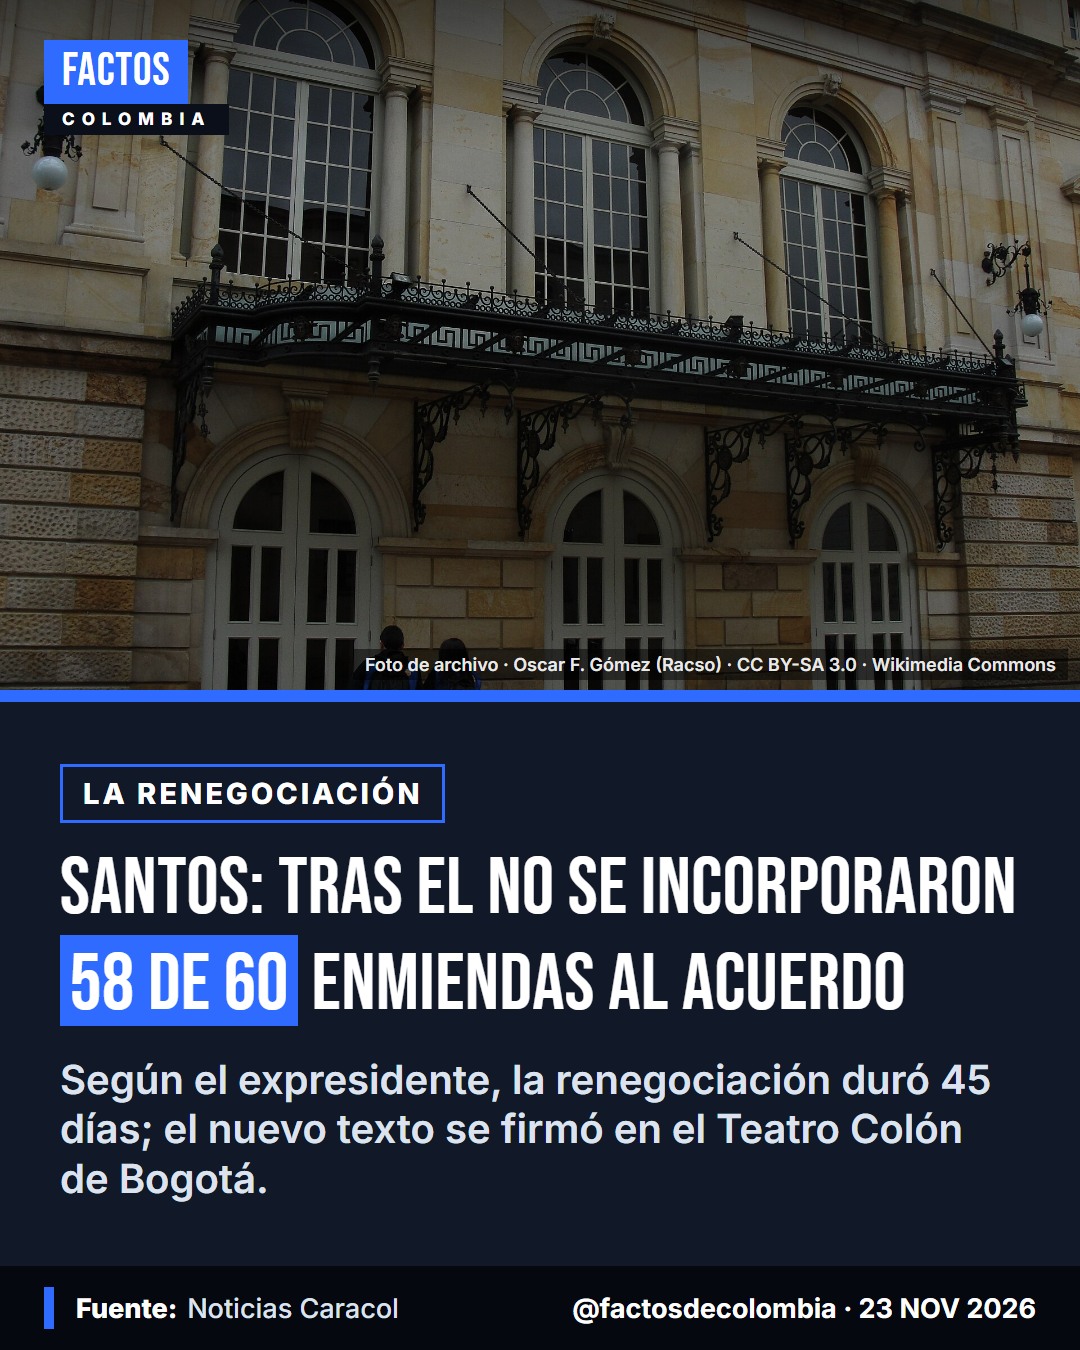 FACTOS
COLOMBIA
Foto de archivo · Oscar F. Gómez (Racso) · CC BY-SA 3.0 · Wikimedia Commons
LA RENEGOCIACIÓN
SANTOS: TRAS EL NO SE INCORPORARON
58 DE 60 ENMIENDAS AL ACUERDO
Según el expresidente, la renegociación duró 45
días; el nuevo texto se firmó en el Teatro Colón
de Bogotá.
Fuente: Noticias Caracol
@factosdecolombia · 23 NOV 2026